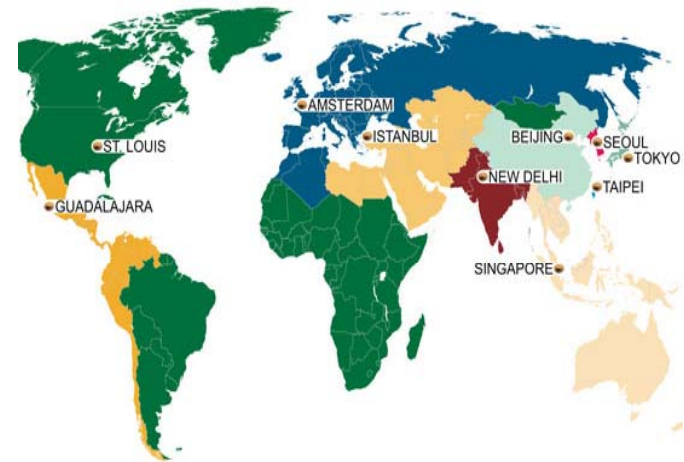 AMSTERDAM
ISTANBUL
BEIJING
SEOUL
ST. LOUIS
TOKYO
NEW DELHI
TAIPEI
GUADALAJARA
SINGAPORE